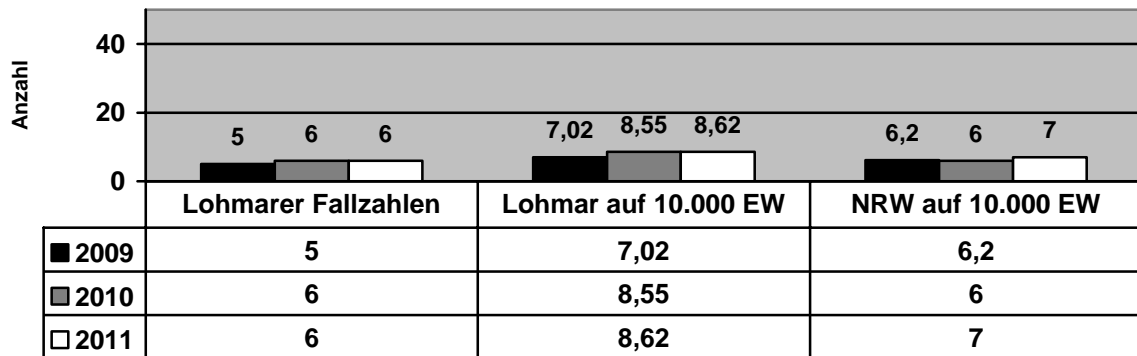 Anzahl
40
20
0
5 6 6 7,02 8,55 8,62 6,2 6 7
Lohmarer Fallzahlen Lohmar auf 10.000 EW NRW auf 10.000 EW
2009 5 7,02 6,2
2010 6 8,55 6
2011 6 8,62 7